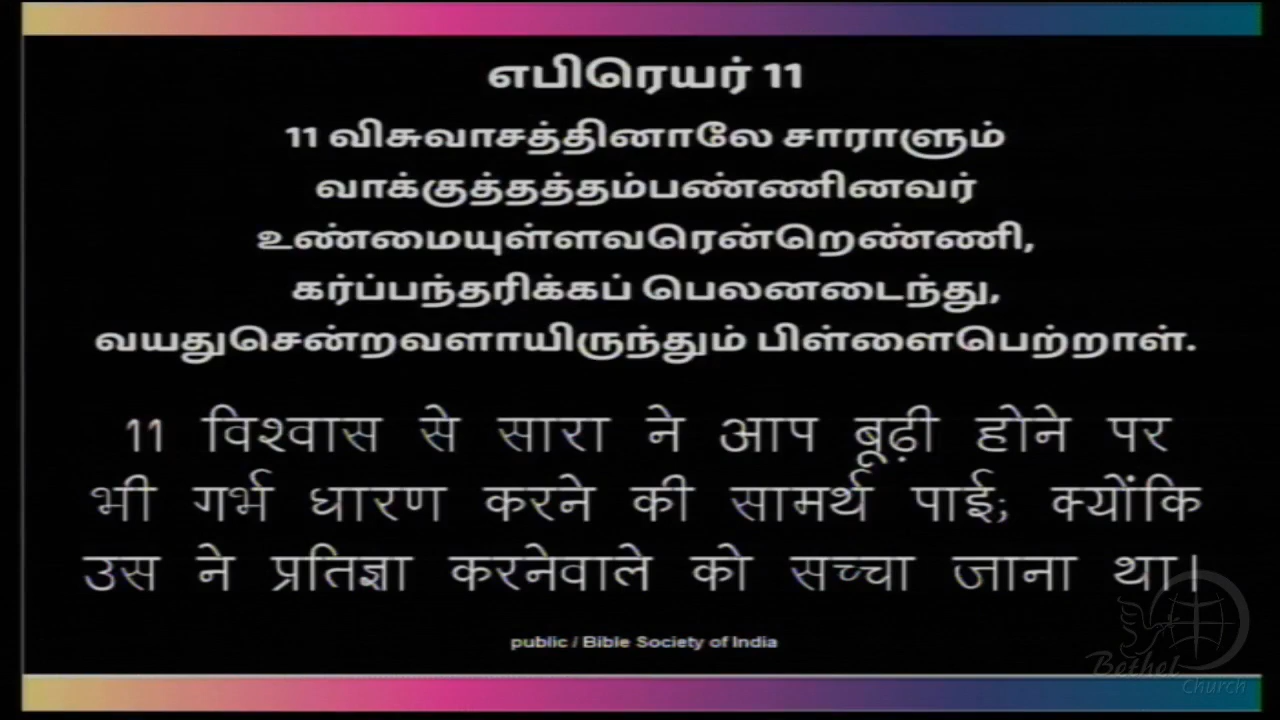 எபிரெயர் 11
11 விசுவாசத்தினாலே சாராளும்
வாக்குத்தத்தம்பண்ணினவர்
உண்மையுள்ளவரென்றெண்ணி,
கர்ப்பந்தரிக்கப் பெலனடைந்து,
வயதுசென்றவளாயிருந்தும் பிள்ளைபெற்றாள்.
11 विश्वास से सारा ने आप बूढ़ी होने पर
भी गर्भ धारण करने की सामर्थ पाई; क्योंकि
उस ने प्रतिज्ञा करनेवाले को सच्चा जाना था।
public / Bible Society of India
Bethel
Church